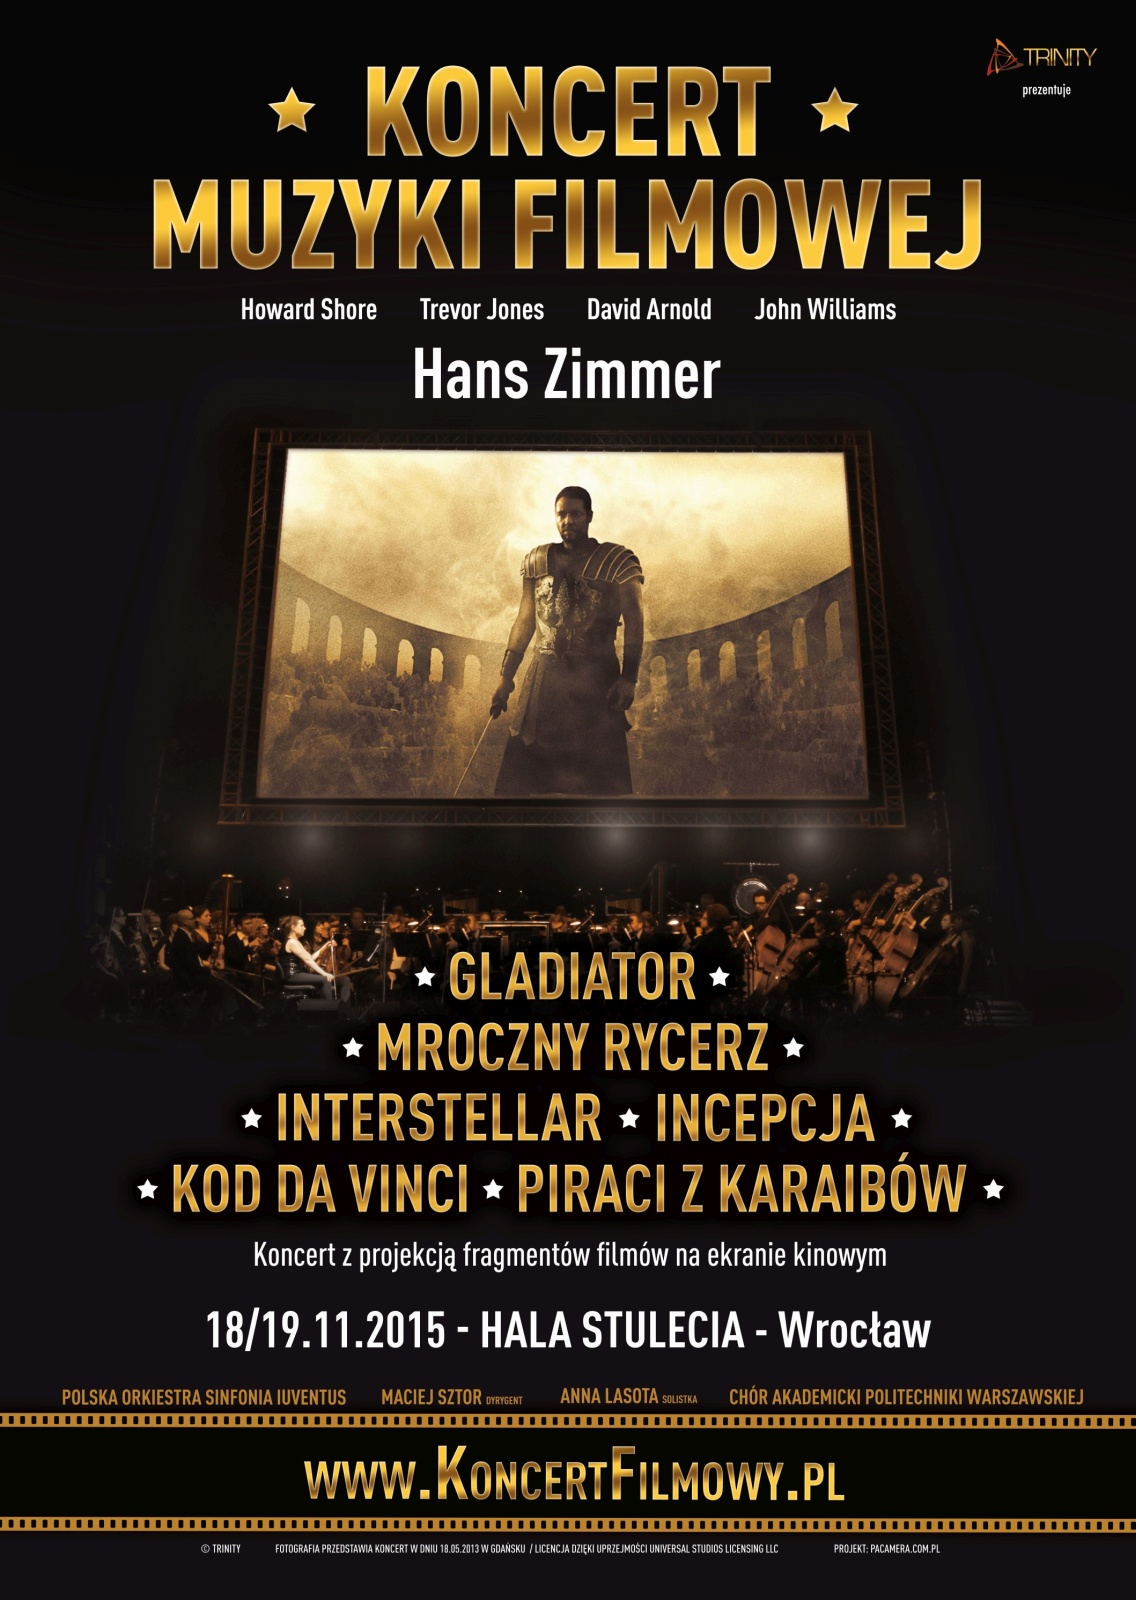 TRINITY
prezentuje
KONCERT
MUZYKI FILMOWEJ
Howard Shore Trevor Jones David Arnold John Williams
Hans Zimmer
GLADIATOR
MROCZNY RYCERZ
INTERSTELLAR INCEPCJA
KOD DA VINCI PIRACI Z KARAIBÓW
Koncert z projekcją fragmentów filmów na ekranie kinowym
18/19.11.2015 - HALA STULECIA - Wrocław
POLSKA ORKIESTRA SINFONIA IUVENTUS MACIEJ SZTOR DYRYGENT ANNA LASOTA SOLISTKA CHÓR AKADEMICKI POLITECHNIKI WARSZAWSKIEJ
WWW.KONCERTFILMOWY.PL
© TRINITY FOTOGRAFIA PRZEDSTAWIA KONCERT W DNIU 18.05.2013 W GDAŃSKU / LICENCJA DZIĘKI UPRZEJMOŚCI UNIVERSAL STUDIOS LICENSING LLC PROJEKT: PACAMERA.COM.PL